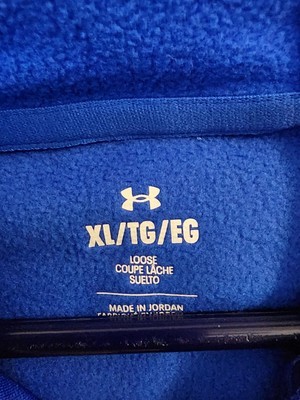 XL/TG/EG
LOOSE
COUPE LÂCHE
SUELTO
MADE IN JORDAN